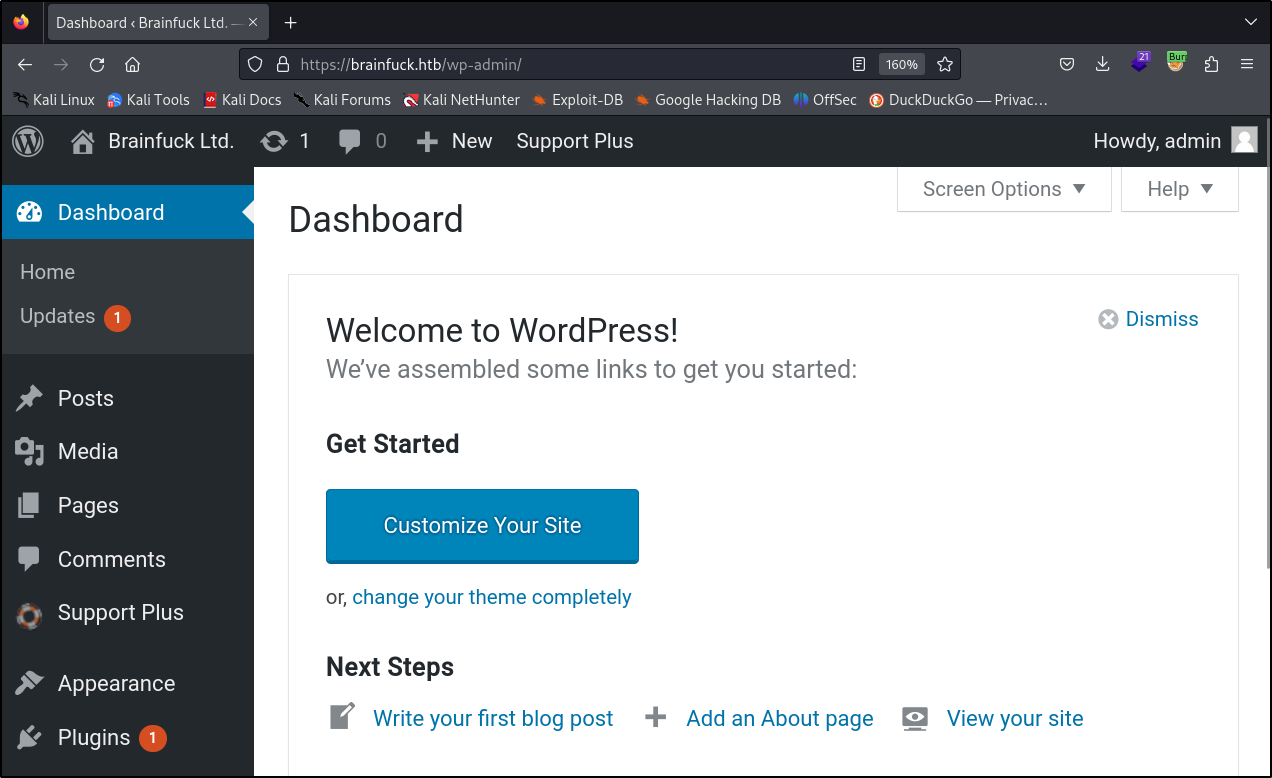 Dashboard ‹ Brainfuck Ltd. —
https://brainfuck.htb/wp-admin/ 160% 21 Burr
Kali Linux Kali Tools Kali Docs Kali Forums Kali NetHunter Exploit-DB Google Hacking DB OffSec DuckDuckGo — Privac…
Brainfuck Ltd. 1 0 New Support Plus Howdy, admin
Screen Options Help
Dashboard
Dashboard
Home
Updates 1
Posts
Media
Pages
Comments
Support Plus
Appearance
Plugins 1
Welcome to WordPress!
Dismiss
We’ve assembled some links to get you started:
Get Started
Customize Your Site
or, change your theme completely
Next Steps
Write your first blog post Add an About page View your site